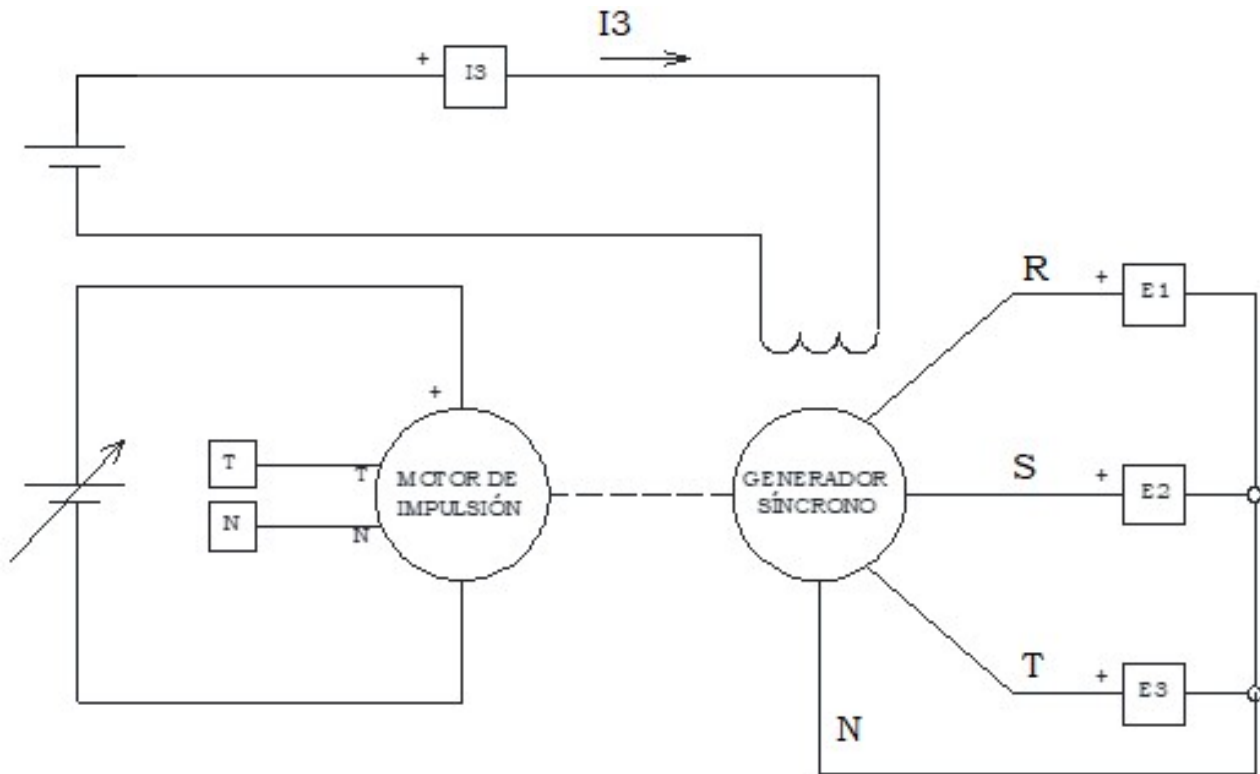 I3
+
I3
R
+
E1
+
T
T
MOTOR DE
IMPULSIÓN
N
N
GENERADOR
SÍNCRONO
S
+
E2
T
+
E3
N